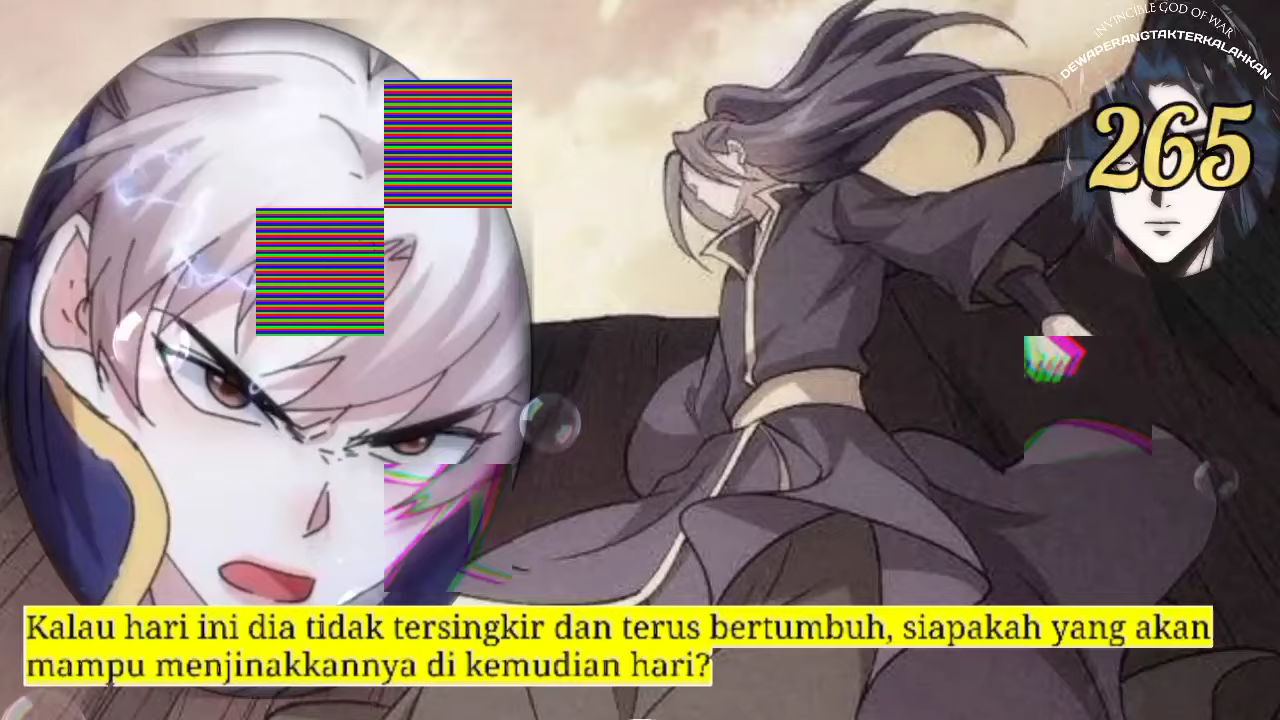 INVINCIBLE GOD OF WAR
DEWAPERANGTAKTERKALAHKAN
265
Kalau hari ini dia tidak tersingkir dan terus bertumbuh, siapakah yang akan
mampu menjinakkannya di kemudian hari?